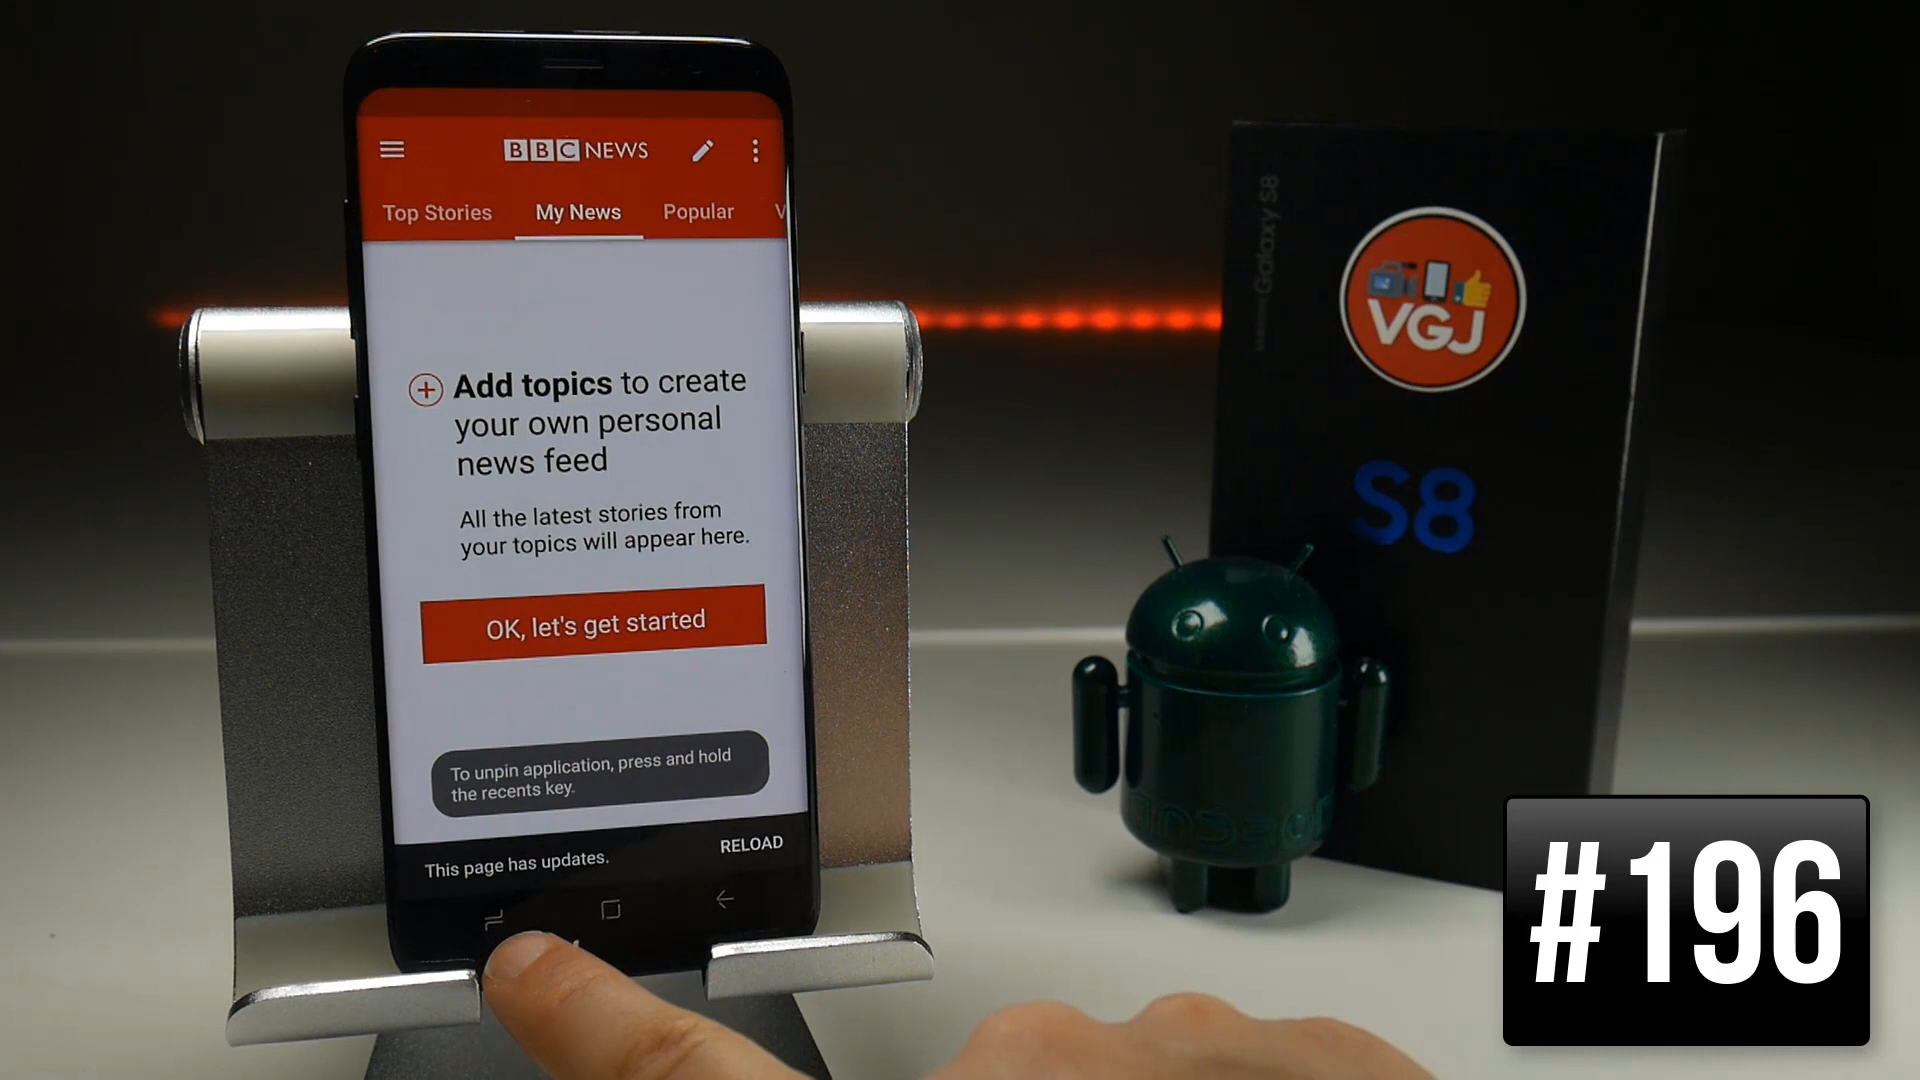 BBC NEWS
Top Stories My News Popular V
Add topics to create
your own personal
news feed
All the latest stories from
your topics will appear here.
OK, let's get started
To unpin application, press and hold
the recents key.
This page has updates.
RELOAD
Galaxy S8
VGJ
S8
#196